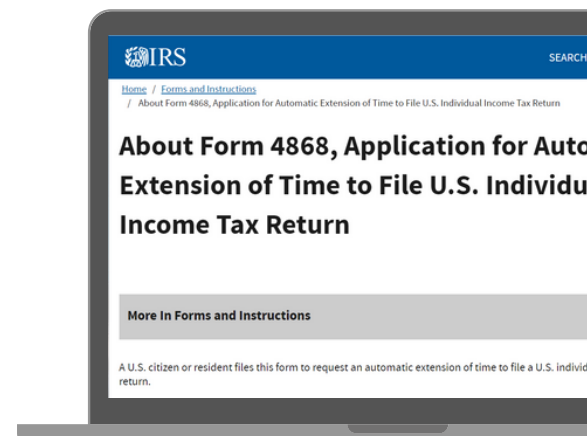 IRS
SEARCH
Home / Forms and Instructions
/ About Form 4868, Application for Automatic Extension of Time to File U.S. Individual Income Tax Return
About Form 4868, Application for Auto
Extension of Time to File U.S. Individu
Income Tax Return
More In Forms and Instructions
A U.S. citizen or resident files this form to request an automatic extension of time to file a U.S. individ
return.